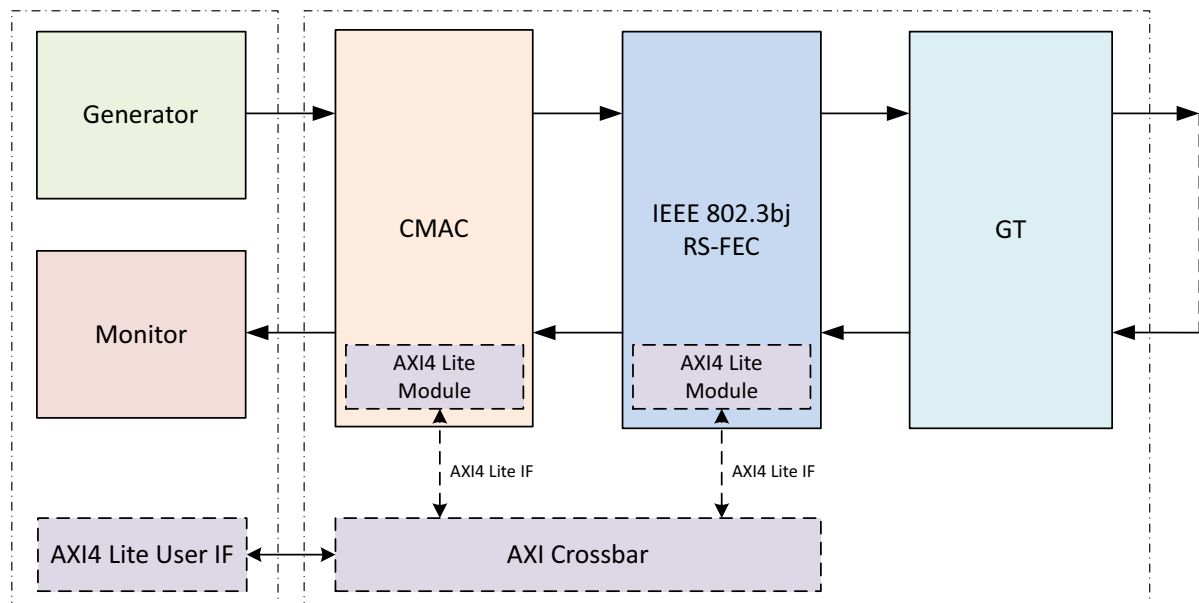 Generator
CMAC
IEEE 802.3bj
RS-FEC
GT
Monitor
AXI4 Lite
Module
AXI4 Lite
Module
AXI4 Lite IF
AXI4 Lite IF
AXI4 Lite User IF
AXI Crossbar